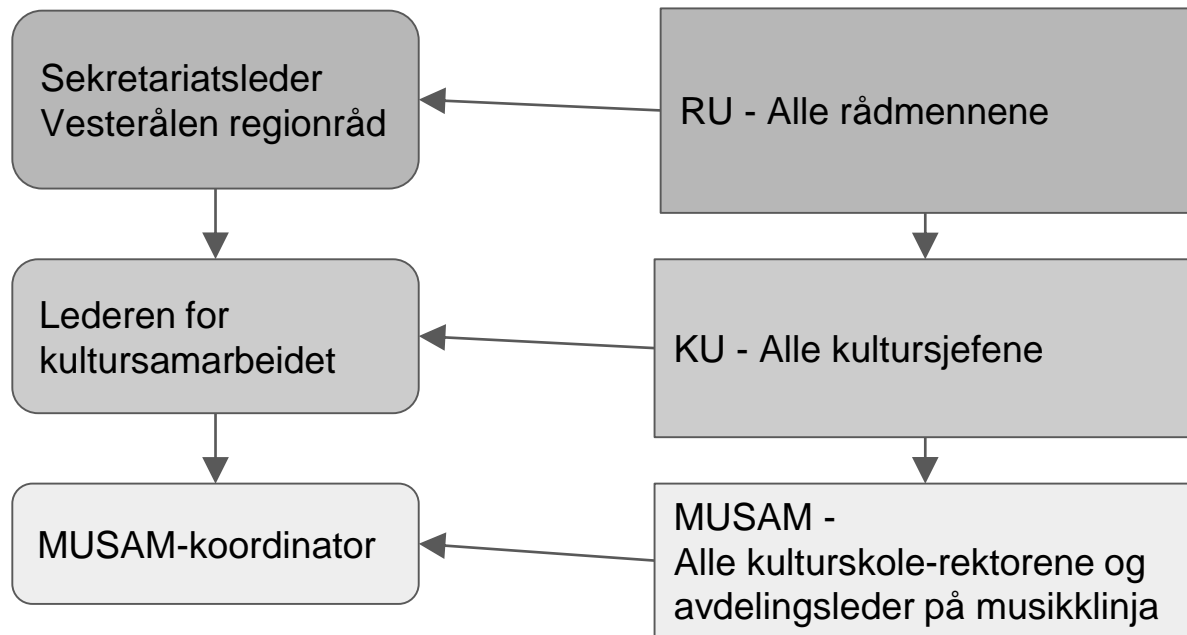 Sekretariatsleder
Vesterålen regionråd
RU - Alle rådmennene
Lederen for
kultursamarbeidet
KU - Alle kultursjefene
MUSAM-koordinator
MUSAM -
Alle kulturskole-rektorene og
avdelingsleder på musikklinja